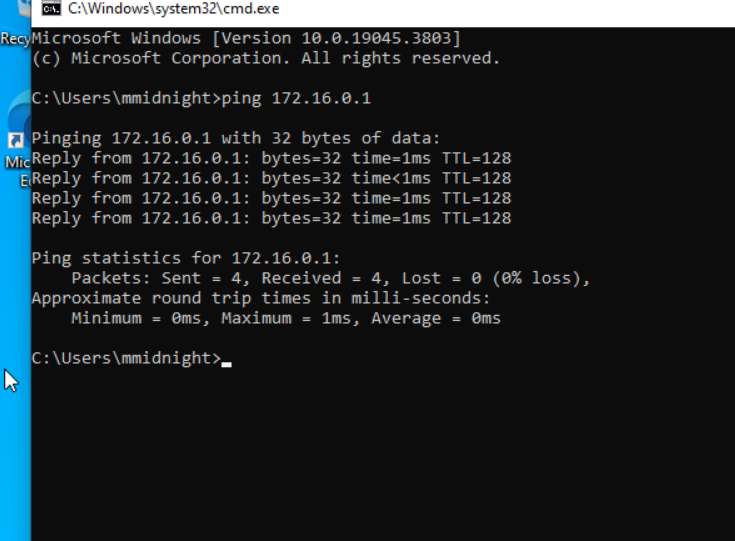 C:\Windows\system32\cmd.exe
Recy
Microsoft Windows [Version 10.0.19045.3803]
(c) Microsoft Corporation. All rights reserved.
C:\Users\mmidnight>ping 172.16.0.1
Pinging 172.16.0.1 with 32 bytes of data:
Reply from 172.16.0.1: bytes=32 time=1ms TTL=128
Mic
Reply from 172.16.0.1: bytes=32 time<1ms TTL=128
E
Reply from 172.16.0.1: bytes=32 time=1ms TTL=128
Reply from 172.16.0.1: bytes=32 time=1ms TTL=128
Ping statistics for 172.16.0.1:
Packets: Sent = 4, Received = 4, Lost = 0 (0% loss),
Approximate round trip times in milli-seconds:
Minimum = 0ms, Maximum = 1ms, Average = 0ms
C:\Users\mmidnight>